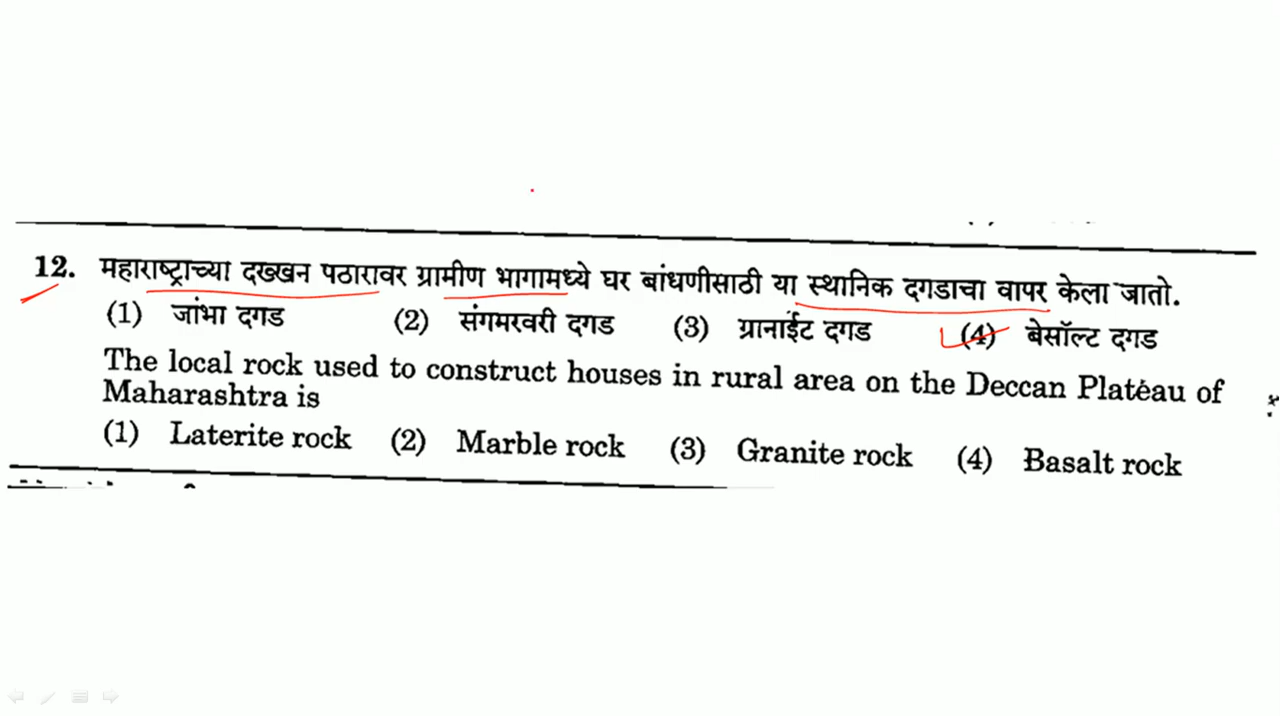 12. महाराष्ट्राच्या दख्खन पठारावर ग्रामीण भागामध्ये घर बांधणीसाठी या स्थानिक दगडाचा वापर केला जातो.
(1) जांभा दगड (2) संगमरवरी दगड (3) ग्रानाईट दगड (4) बेसॉल्ट दगड
The local rock used to construct houses in rural area on the Deccan Plateau of
Maharashtra is
(1) Laterite rock (2) Marble rock (3) Granite rock (4) Basalt rock